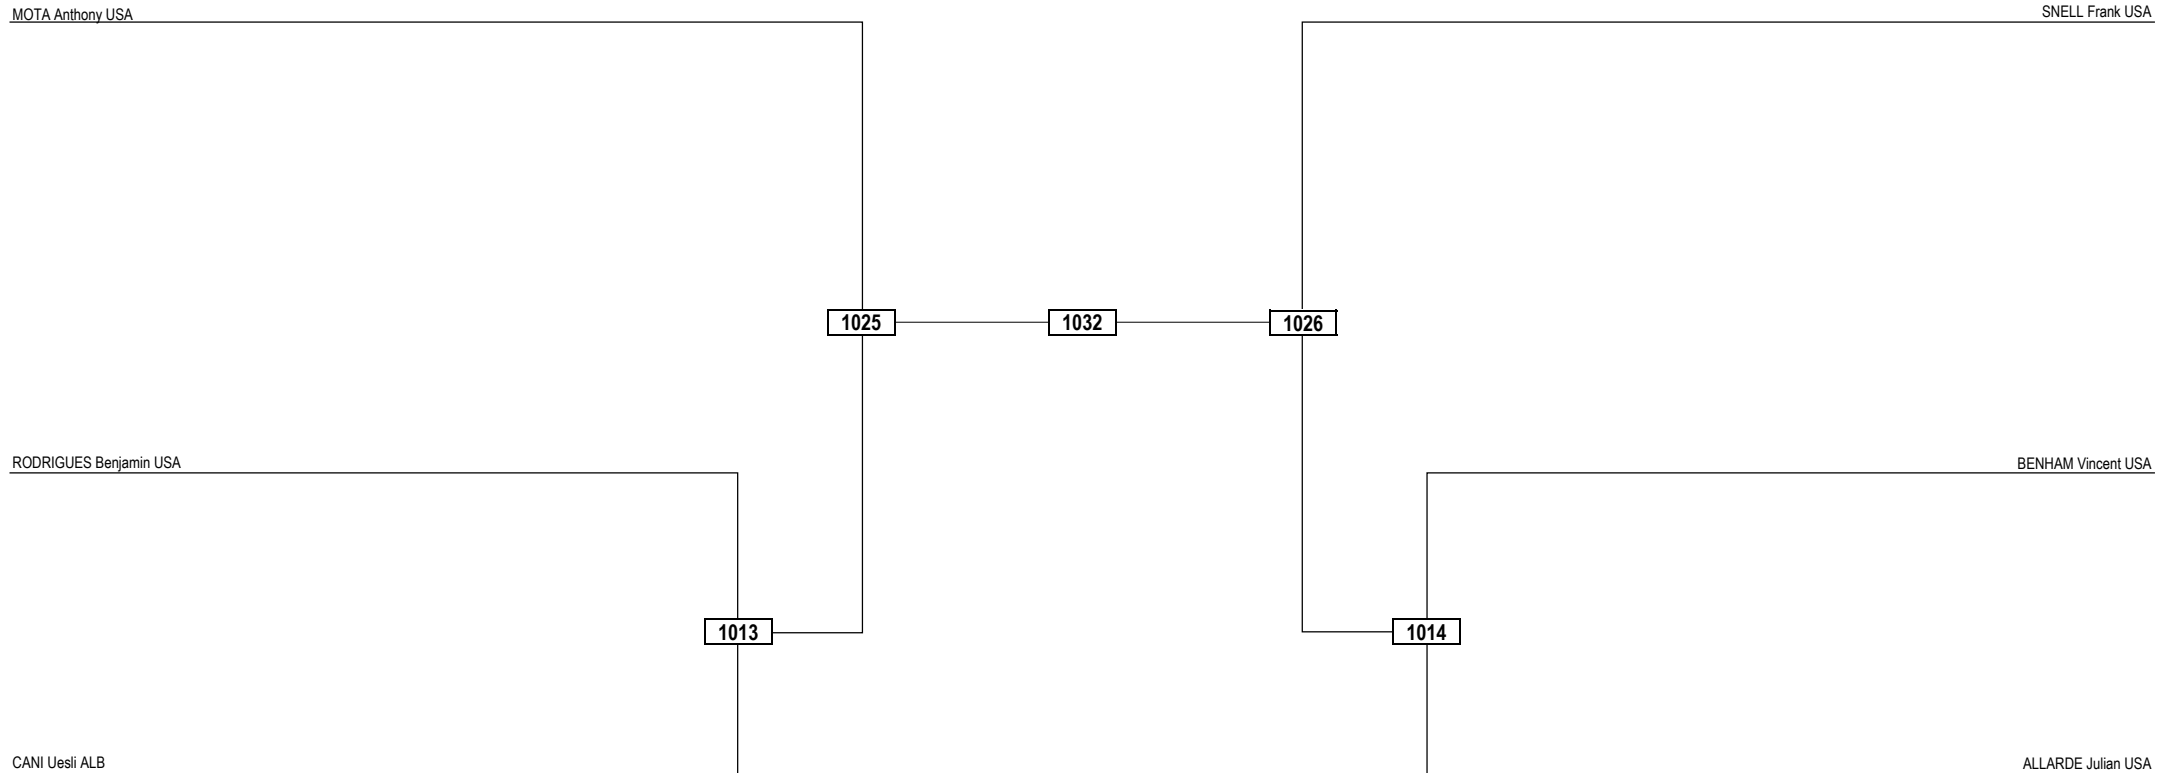 MOTA Anthony USA
SNELL Frank USA
1025
1032
1026
RODRIGUES Benjamin USA
BENHAM Vincent USA
1013
1014
CANI Uesli ALB
ALLARDE Julian USA